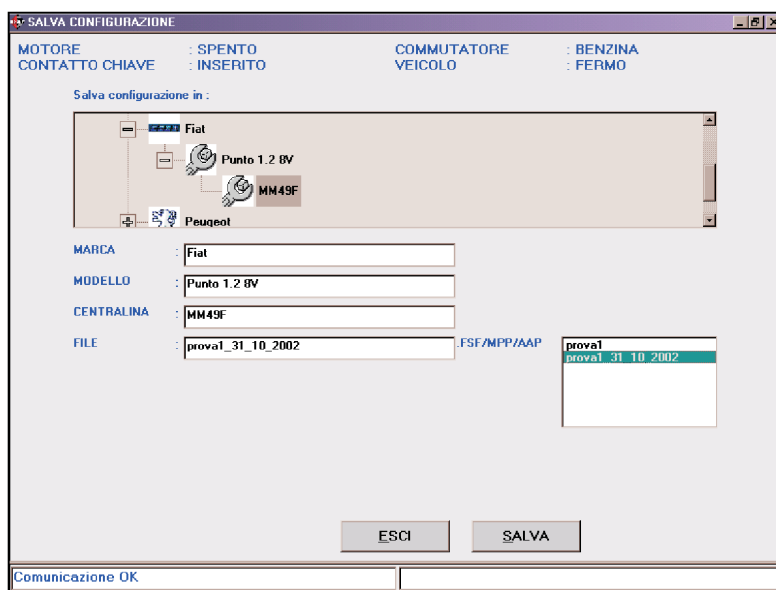 SALVA CONFIGURAZIONE
MOTORE : SPENTO COMMUTATORE : BENZINA
CONTATTO CHIAVE : INSERITO VEICOLO : FERMO
Salva configurazione in :
Fiat
Punto 1.2 8V
MM49F
Peugeot
MARCA : Fiat
MODELLO : Punto 1.2 8V
CENTRALINA : MM49F
FILE : prova1_31_10_2002 .FSF/MPP/AAP prova1
prova1_31_10_2002
ESCI SALVA
Comunicazione OK